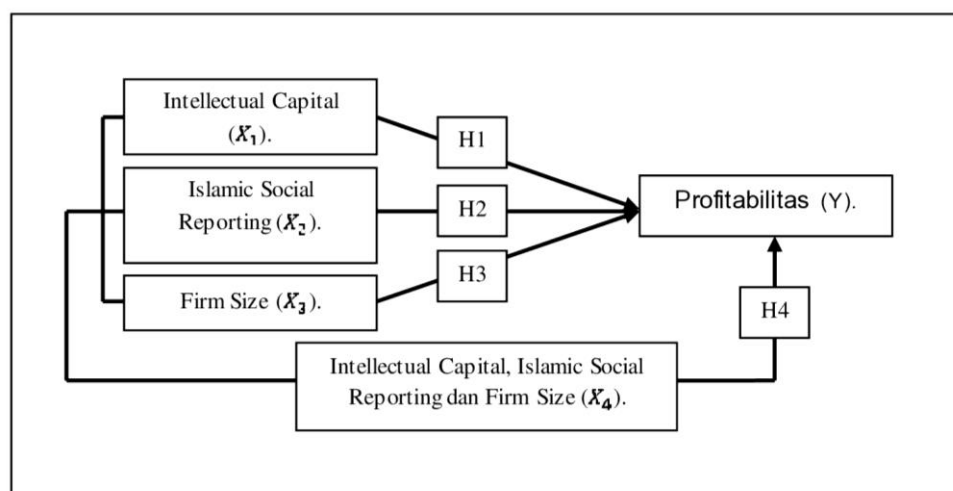 Intellectual Capital
(X₁).
H1
Islamic Social
Reporting (X₂).
H2
Profitabilitas (Y).
H3
Firm Size (X₃).
H4
Intellectual Capital, Islamic Social
Reporting dan Firm Size (X₄).